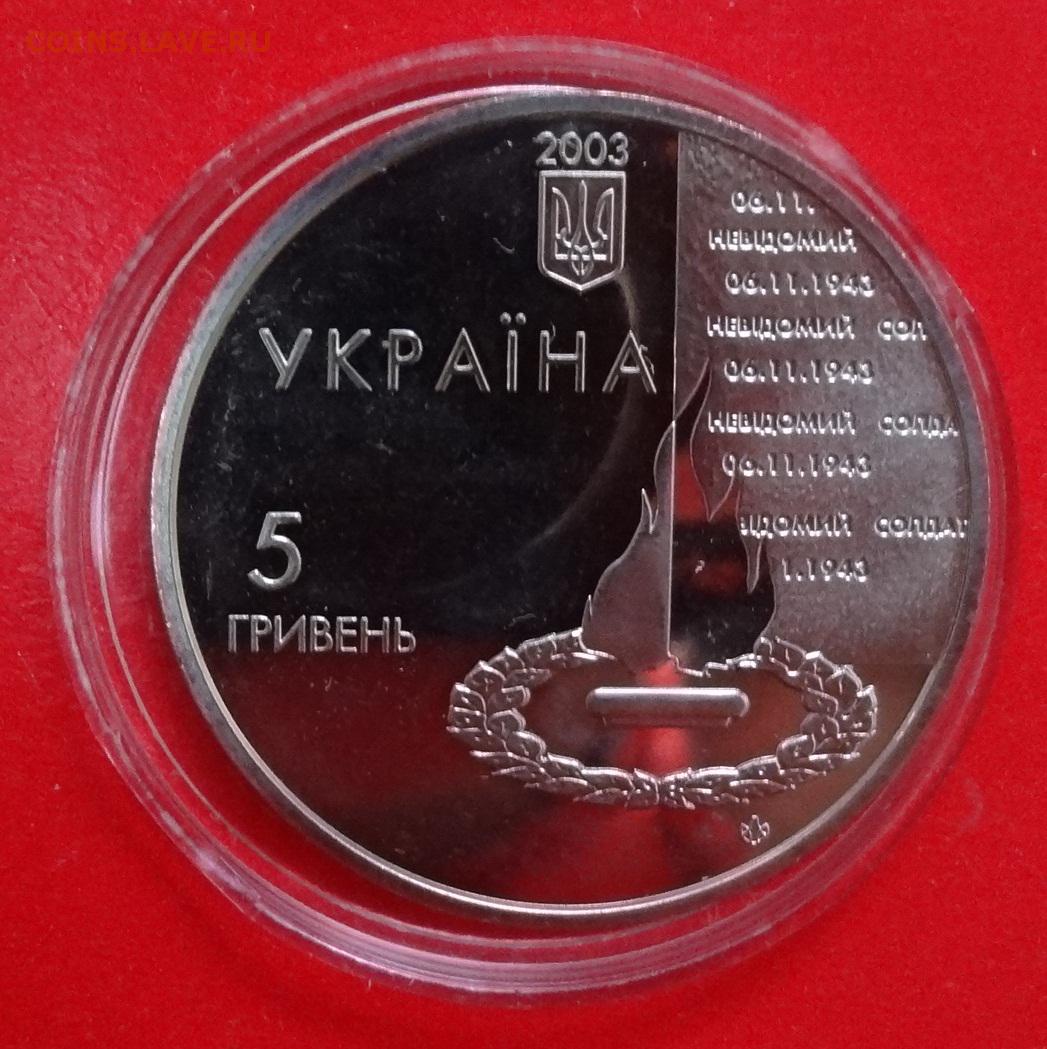 COINS.LAVE.RU
2003
06.11.
НЕВІДОМИЙ
06.11.1943
УКРАЇНА
НЕВІДОМИЙ СОЛ
06.11.1943
НЕВІДОМИЙ СОЛДА
06.11.1943
5
ВІДОМИЙ СОЛДАТ
1.1943
ГРИВЕНЬ